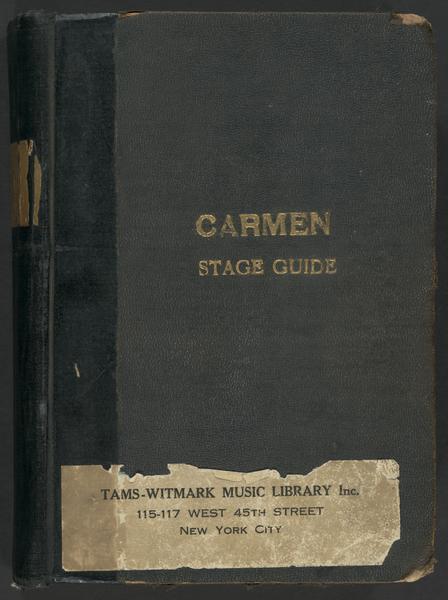 CARMEN
STAGE GUIDE
TAMS-WITMARK MUSIC LIBRARY Inc.
115-117 WEST 45TH STREET
NEW YORK CITY